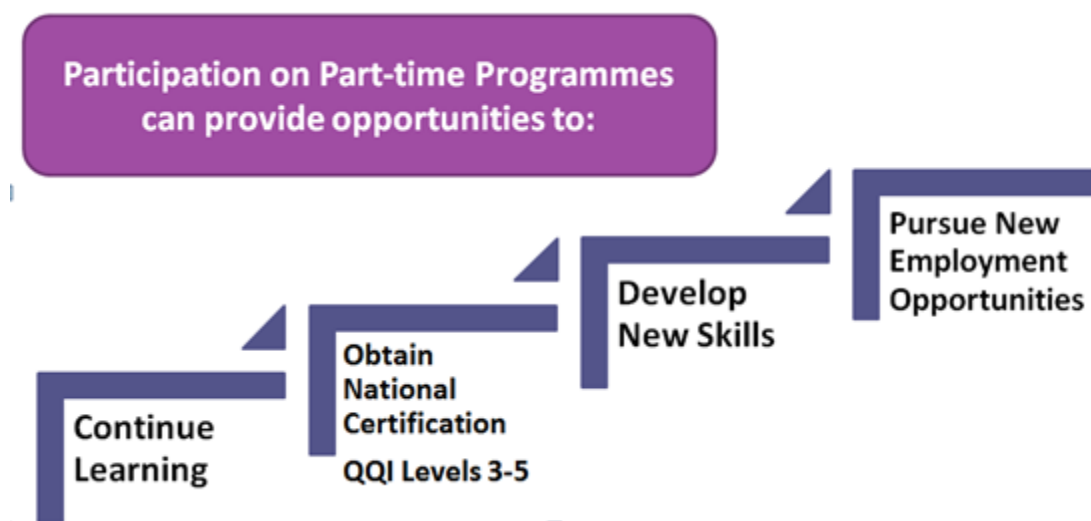 Participation on Part-time Programmes
can provide opportunities to:
Continue
Learning
Obtain
National
Certification
QQI Levels 3-5
Develop
New Skills
Pursue New
Employment
Opportunities